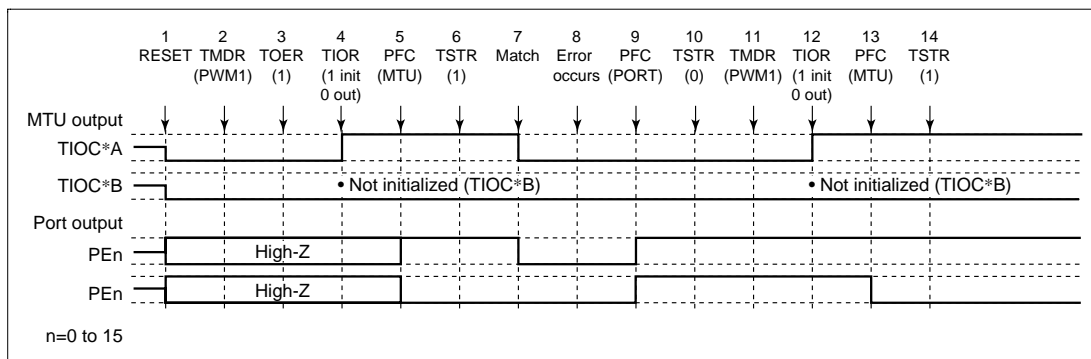 1 2 3 4 5 6 7 8 9 10 11 12 13 14
RESET TMDR TOER TIOR PFC TSTR Match Error PFC TSTR TMDR TIOR PFC TSTR
(PWM1) (1) (1 init (MTU) (1) occurs (PORT) (0) (PWM1) (1 init (MTU) (1)
0 out) 0 out)
MTU output
TIOC*A
TIOC*B • Not initialized (TIOC*B) • Not initialized (TIOC*B)
Port output
PEn High-Z
PEn High-Z
n=0 to 15